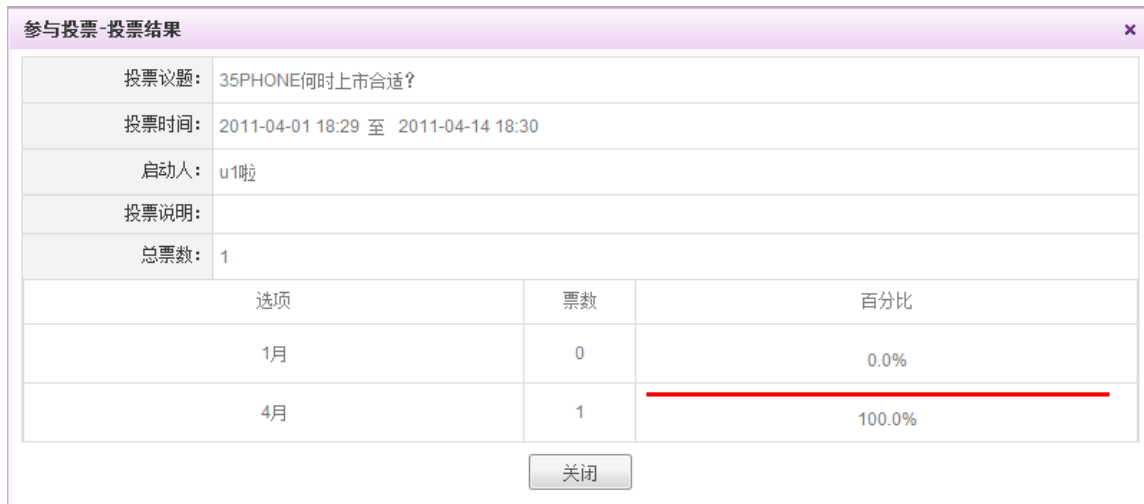 参与投票-投票结果 ×
投票议题： 35PHONE何时上市合适？
投票时间： 2011-04-01 18:29 至 2011-04-14 18:30
启动人： u1啦
投票说明：
总票数： 1
选项 票数 百分比
1月 0 0.0%
4月 1 100.0%
关闭